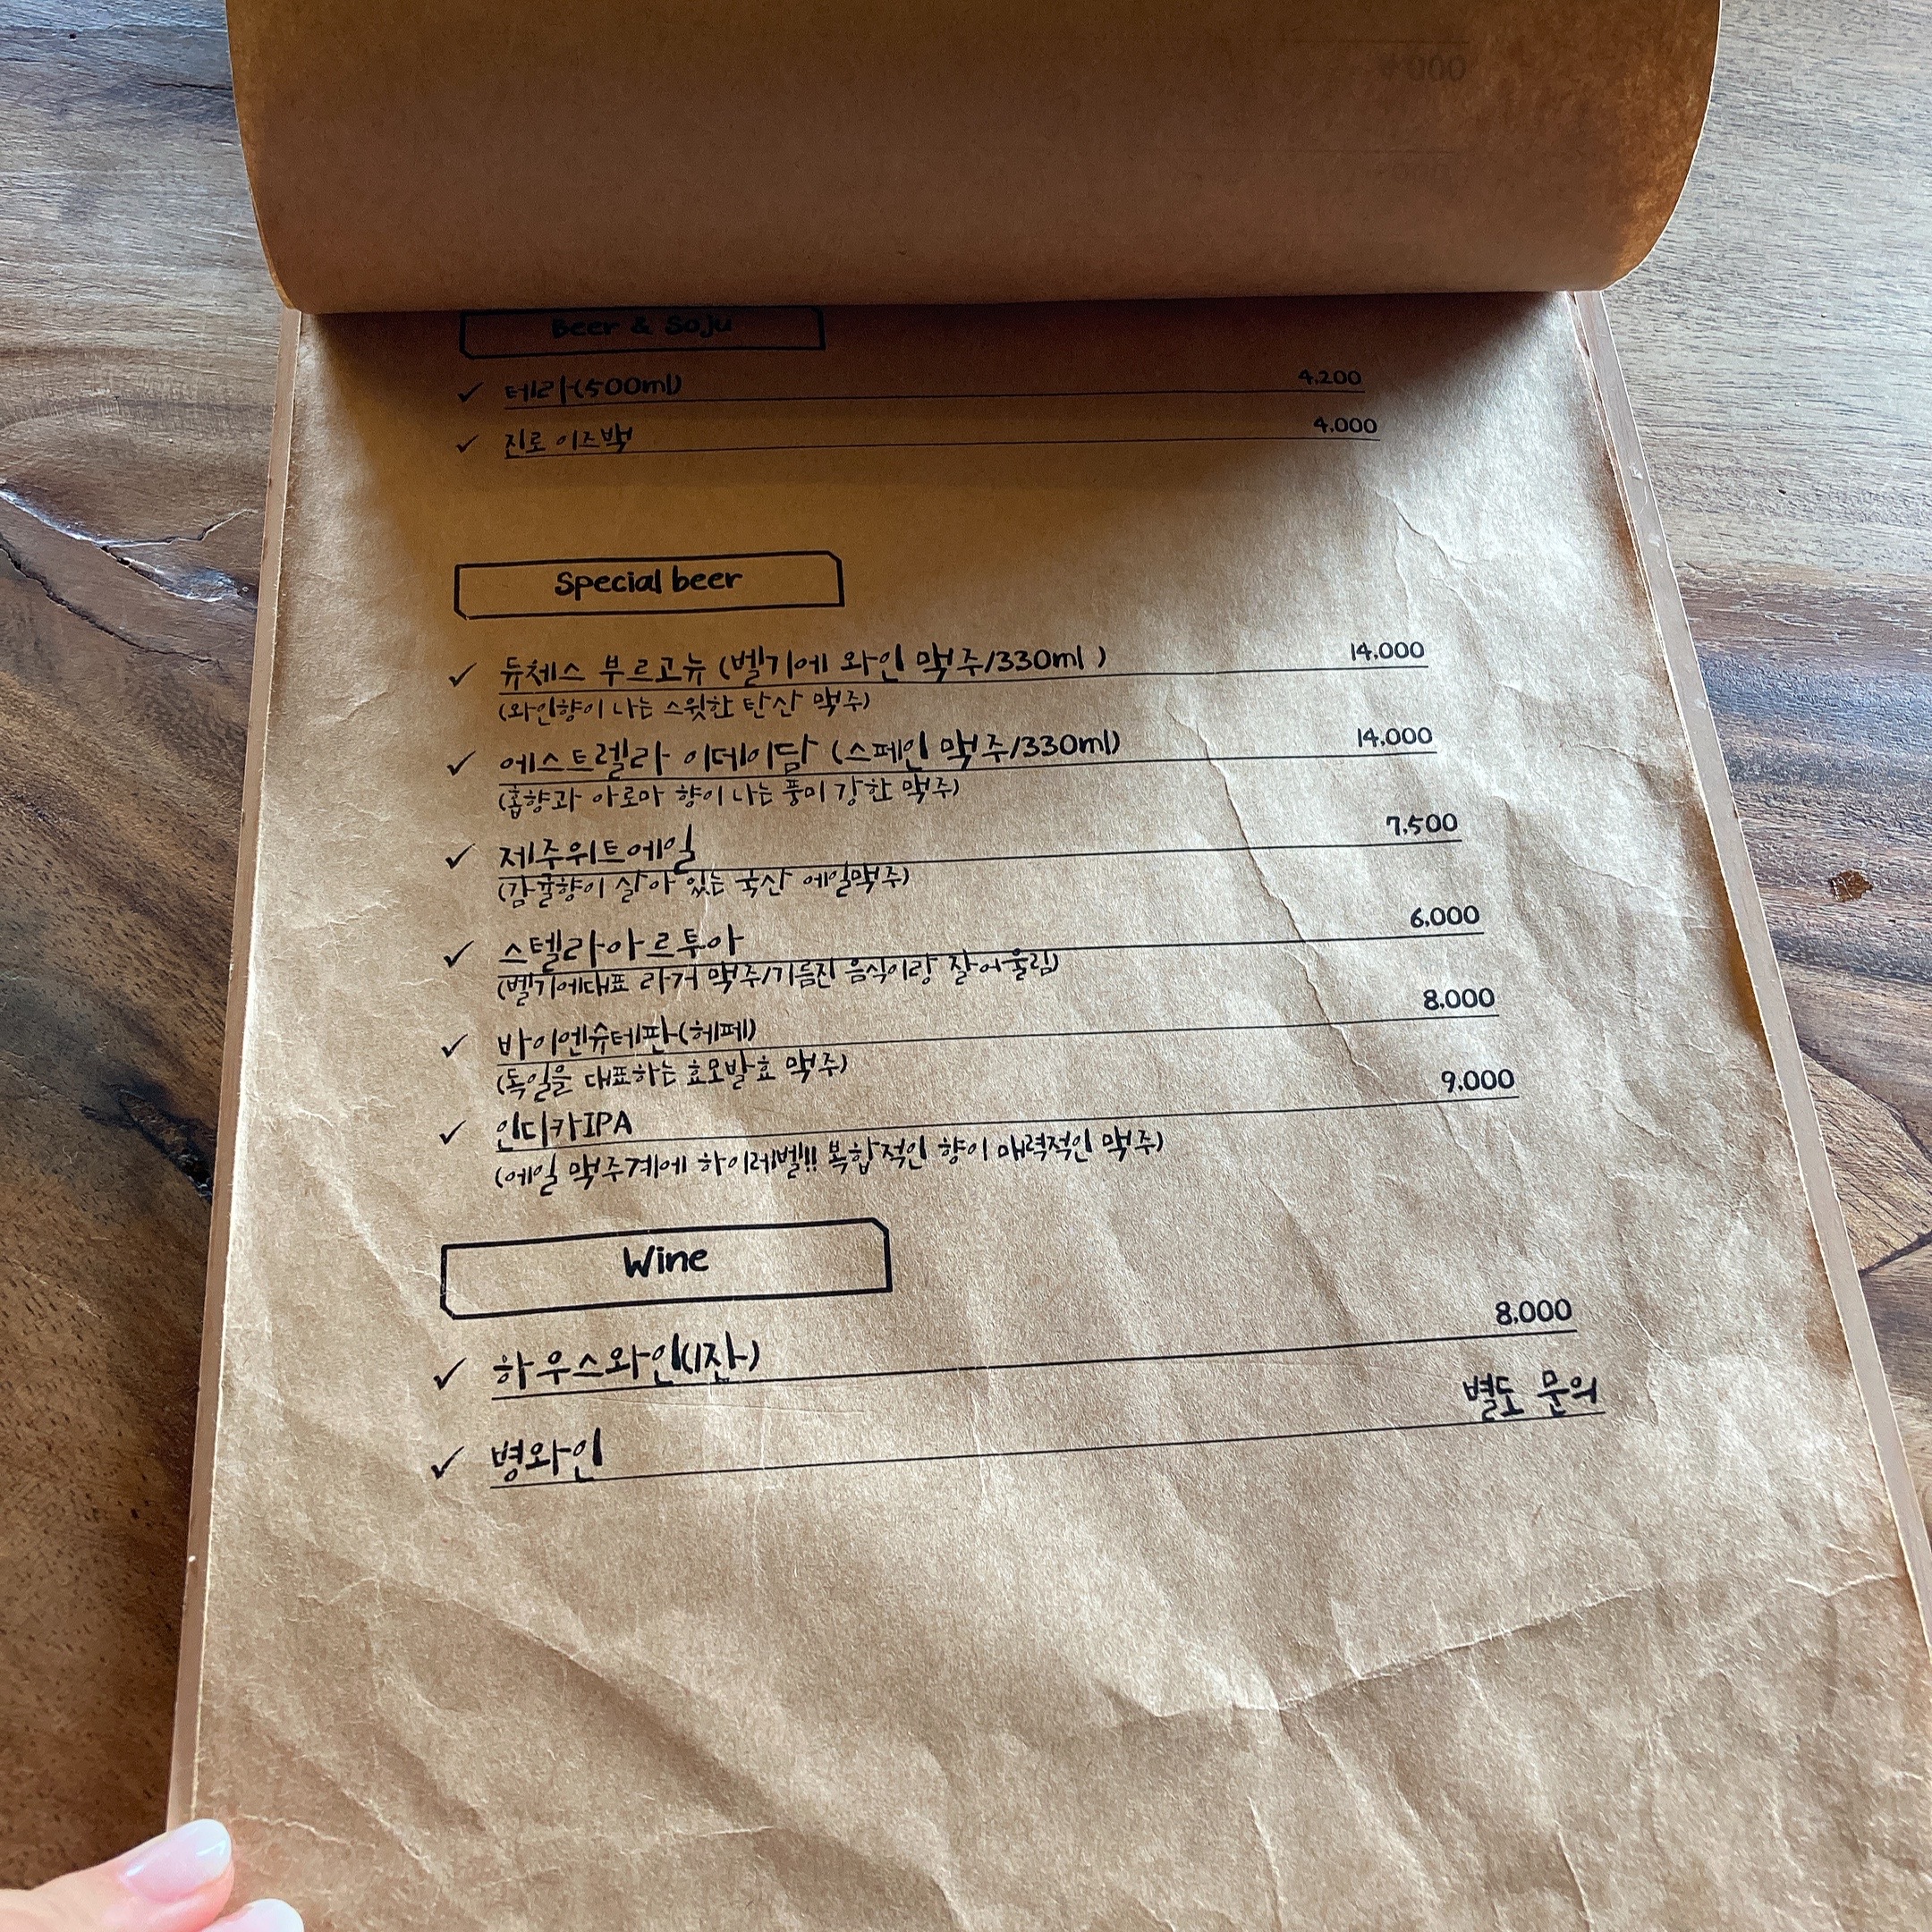 Beer & Soju
✓ 테라(500ml) 4,200
✓ 진로 이즈백 4,000
Special beer
✓ 듀체스 부르고뉴 (벨기에 와인 맥주/330ml ) 14,000
(와인향이 나는 스윗한 탄산 맥주)
✓ 에스트렐라 이데이담 (스페인 맥주/330ml) 14,000
(홉향과 아로마 향이 나는 풍미 강한 맥주)
✓ 제주위트에일 7,500
(감귤향이 살아 있는 국산 에일맥주)
✓ 스텔라아르투아 6,000
(벨기에대표 라거 맥주/기름진 음식이랑 잘어울림)
✓ 바이엔슈테판(헤페) 8,000
(독일을 대표하는 효모발효 맥주)
✓ 인디카IPA 9,000
(에일 맥주계에 하이레벨!! 복합적인 향이 매력적인 맥주)
Wine
✓ 하우스와인(1잔) 8,000
✓ 병와인 별도 문의